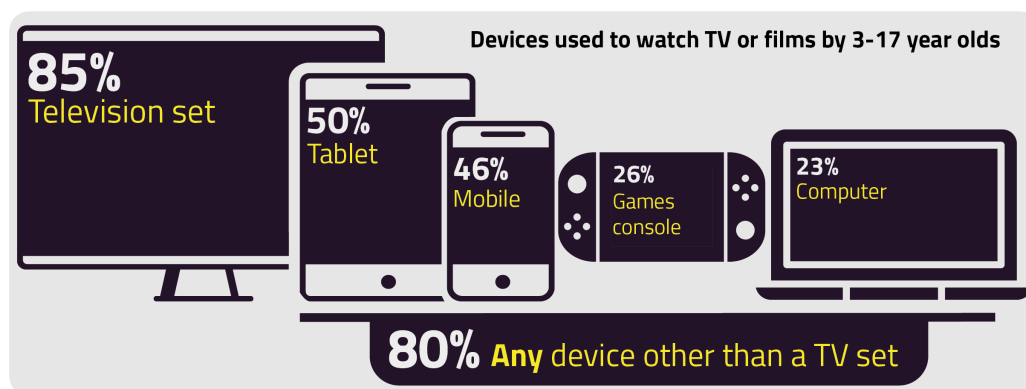 Devices used to watch TV or films by 3-17 year olds
85%
Television set
50%
Tablet
46%
Mobile
26%
Games
console
23%
Computer
80% Any device other than a TV set